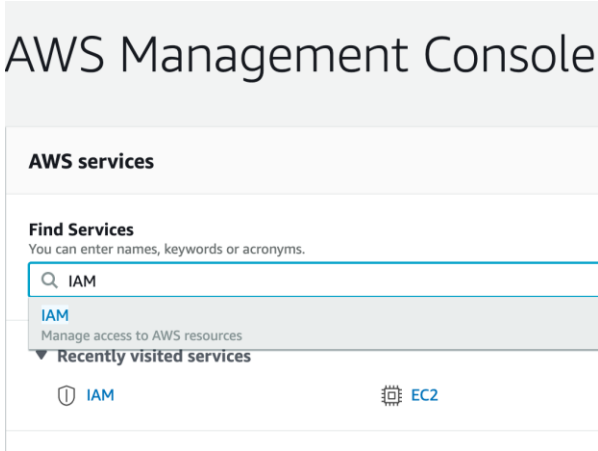 AWS Management Console
AWS services
Find Services
You can enter names, keywords or acronyms.
IAM
IAM
Manage access to AWS resources
Recently visited services
IAM
EC2